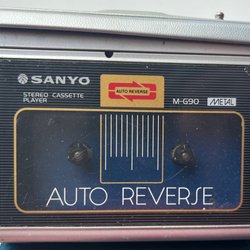 SANYO
STEREO CASSETTE
PLAYER
AUTO REVERSE
M-G90 METAL
AUTO REVERSE